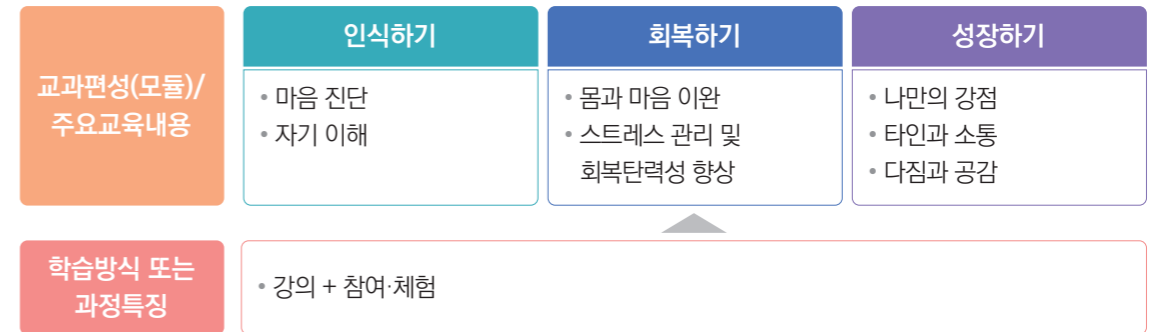 교과편성(모듈)/
주요교육내용
인식하기
• 마음 진단
• 자기 이해
회복하기
• 몸과 마음 이완
• 스트레스 관리 및
회복탄력성 향상
성장하기
• 나만의 강점
• 타인과 소통
• 다짐과 공감
학습방식 또는
과정특징
• 강의 + 참여·체험